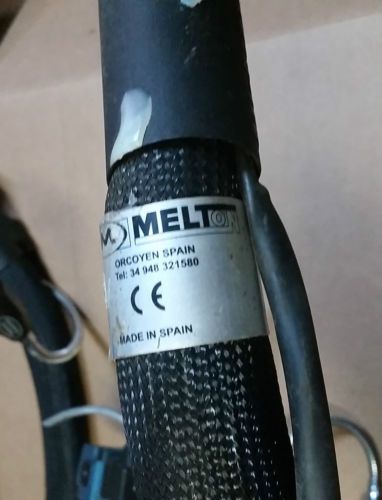 MELTON
ORCOYEN SPAIN
Tel: 34 948 321580
CE
MADE IN SPAIN